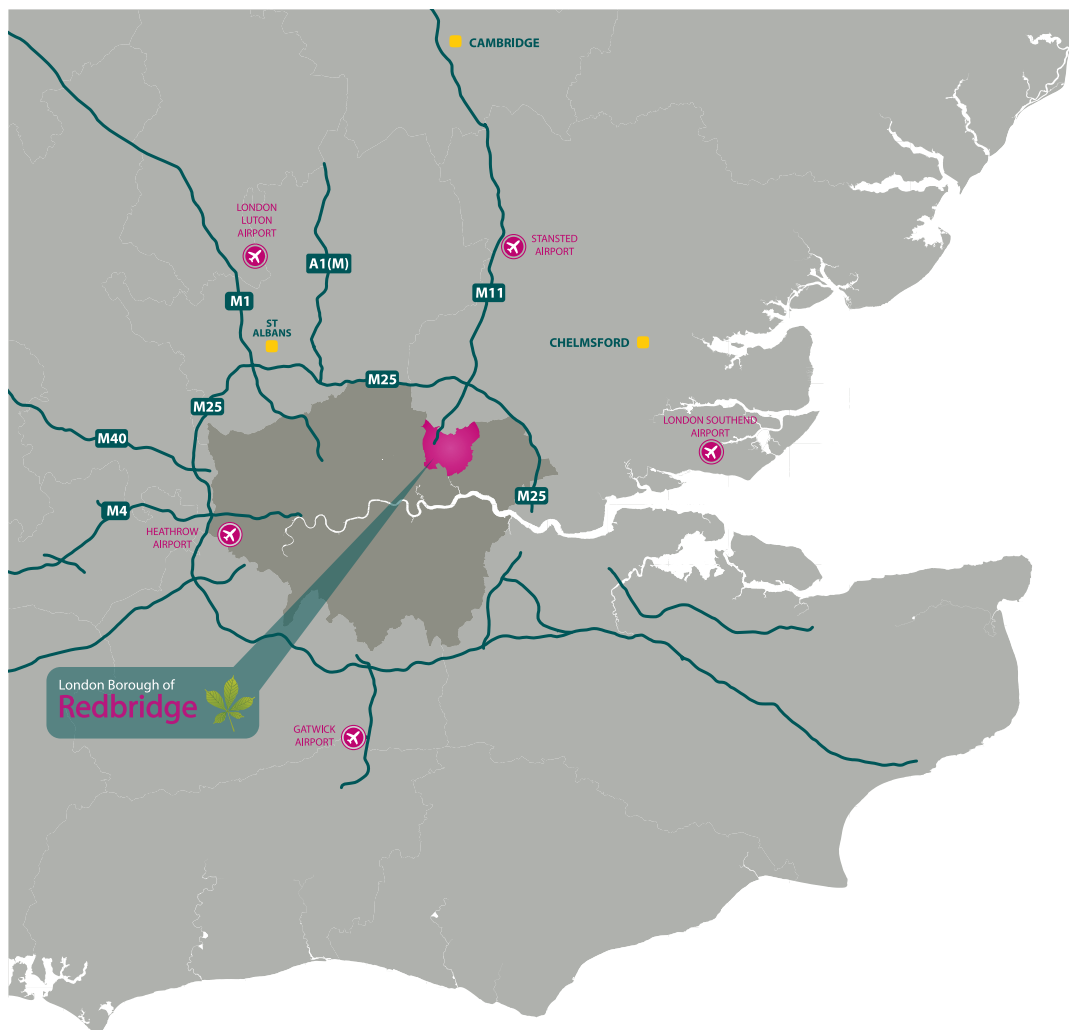 CAMBRIDGE
LONDON
LUTON
AIRPORT
STANSTED
AIRPORT
A1(M)
M11
M1
ST
ALBANS
CHELMSFORD
M25
M25
LONDON SOUTHEND
AIRPORT
M40
M25
M4
HEATHROW
AIRPORT
London Borough of
Redbridge
GATWICK
AIRPORT